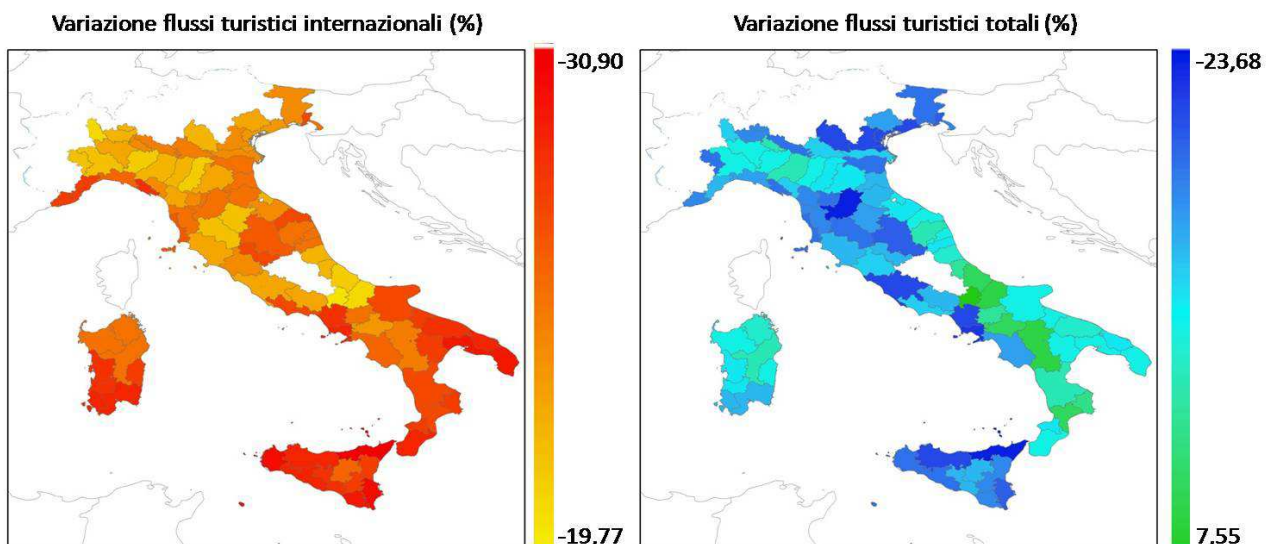 Variazione flussi turistici internazionali (%)
Variazione flussi turistici totali (%)
-30,90
-19,77
-23,68
7,55